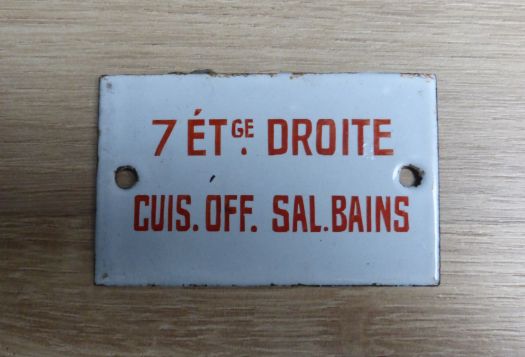 7 ÉTGE. DROITE
CUIS. OFF. SAL. BAINS